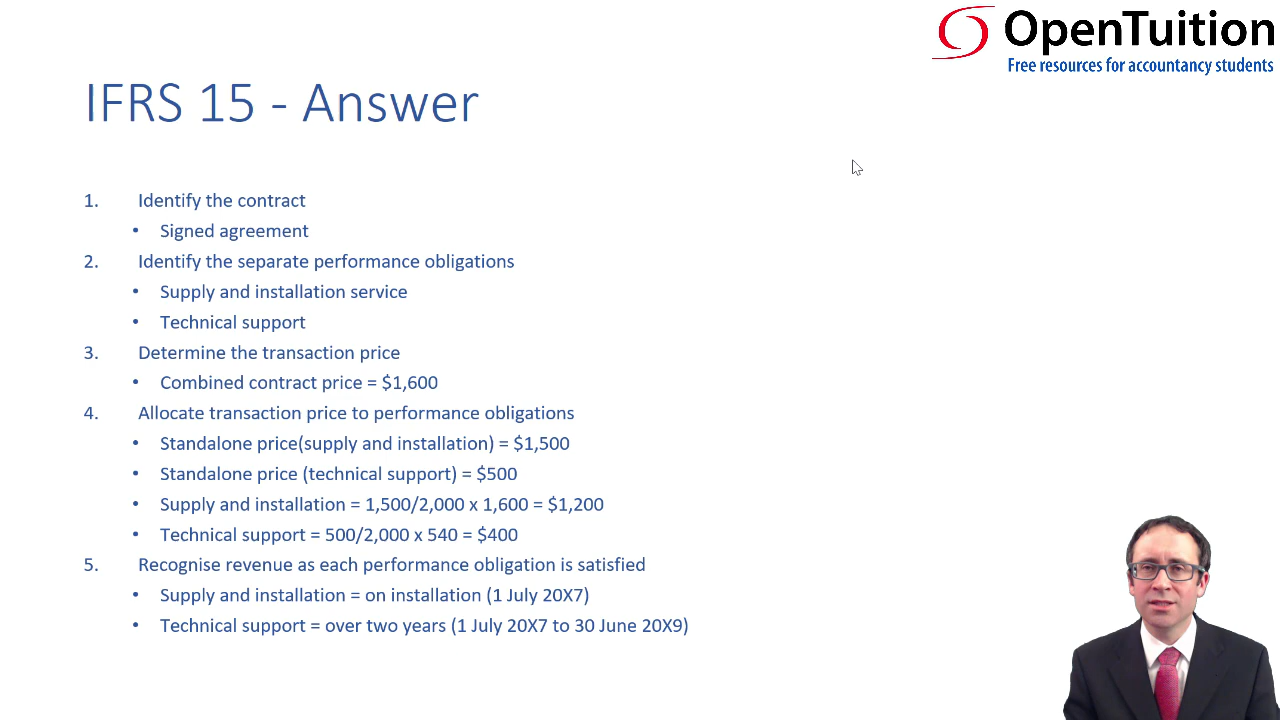 OpenTuition
Free resources for accountancy students
IFRS 15 - Answer
1. Identify the contract
• Signed agreement
2. Identify the separate performance obligations
• Supply and installation service
• Technical support
3. Determine the transaction price
• Combined contract price = $1,600
4. Allocate transaction price to performance obligations
• Standalone price(supply and installation) = $1,500
• Standalone price (technical support) = $500
• Supply and installation = 1,500/2,000 x 1,600 = $1,200
• Technical support = 500/2,000 x 540 = $400
5. Recognise revenue as each performance obligation is satisfied
• Supply and installation = on installation (1 July 20X7)
• Technical support = over two years (1 July 20X7 to 30 June 20X9)